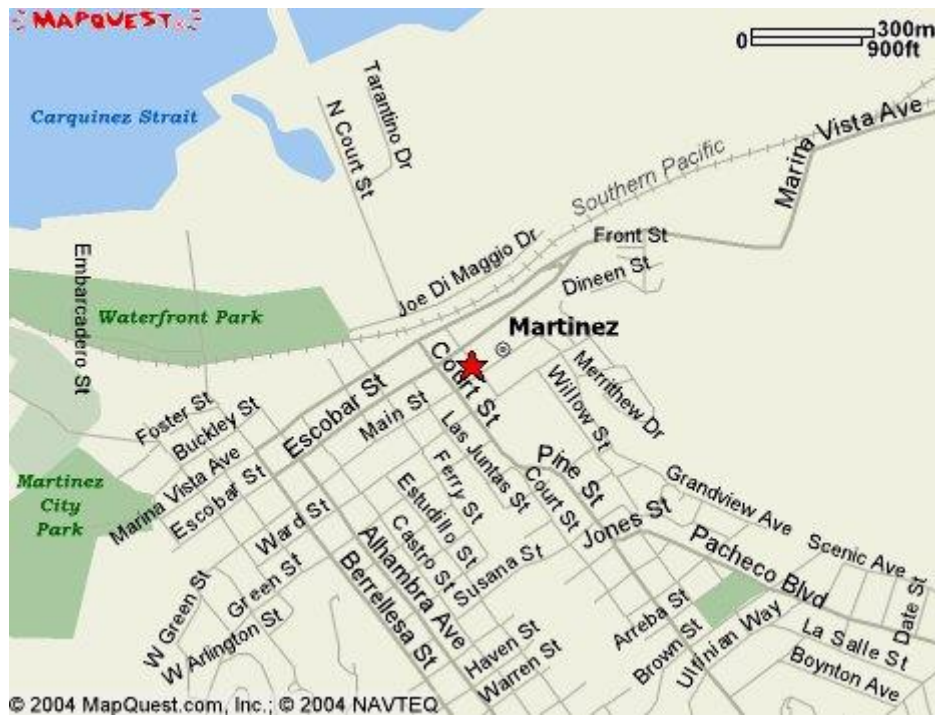 MAPQUEST
0
300m
900ft
Carquinez Strait
Tarantino Dr
N Court St
Marina Vista Ave
Southern Pacific
Front St
Joe Di Maggio Dr
Dineen St
Embarcadero St
Waterfront Park
Martinez
Court St
Merrithew Dr
Willow St
Escobar St
Main St
Foster St
Buckley St
Las Juntas St
Pine St
Ferry St
Grandview Ave
Martinez
City
Park
Marina Vista Ave
Escobar St
Ward St
Estudillo St
Court St
Jones St
Scenic Ave
Castro St
Susana St
Pacheco Blvd
Alhambra Ave
Berrellesa St
Green St
W Green St
W Arlington St
Date St
Arreba St
Brown St
Ulfinian Way
La Salle St
Boynton Ave
Haven St
Warren St
© 2004 MapQuest.com, Inc.; © 2004 NAVTEQ